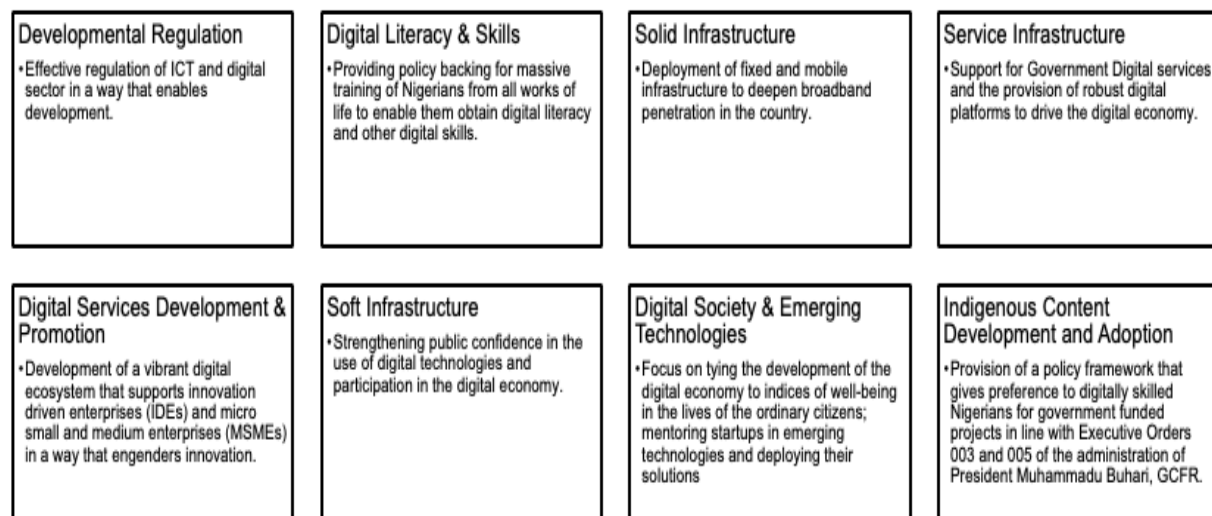 Developmental Regulation
•Effective regulation of ICT and digital
sector in a way that enables
development.
Digital Literacy & Skills
•Providing policy backing for massive
training of Nigerians from all works of
life to enable them obtain digital literacy
and other digital skills.
Solid Infrastructure
•Deployment of fixed and mobile
infrastructure to deepen broadband
penetration in the country.
Service Infrastructure
•Support for Government Digital services
and the provision of robust digital
platforms to drive the digital economy.
Digital Services Development &
Promotion
•Development of a vibrant digital
ecosystem that supports innovation
driven enterprises (IDEs) and micro
small and medium enterprises (MSMEs)
in a way that engenders innovation.
Soft Infrastructure
•Strengthening public confidence in the
use of digital technologies and
participation in the digital economy.
Digital Society & Emerging
Technologies
•Focus on tying the development of the
digital economy to indices of well-being
in the lives of the ordinary citizens;
mentoring startups in emerging
technologies and deploying their
solutions
Indigenous Content
Development and Adoption
•Provision of a policy framework that
gives preference to digitally skilled
Nigerians for government funded
projects in line with Executive Orders
003 and 005 of the administration of
President Muhammadu Buhari, GCFR.